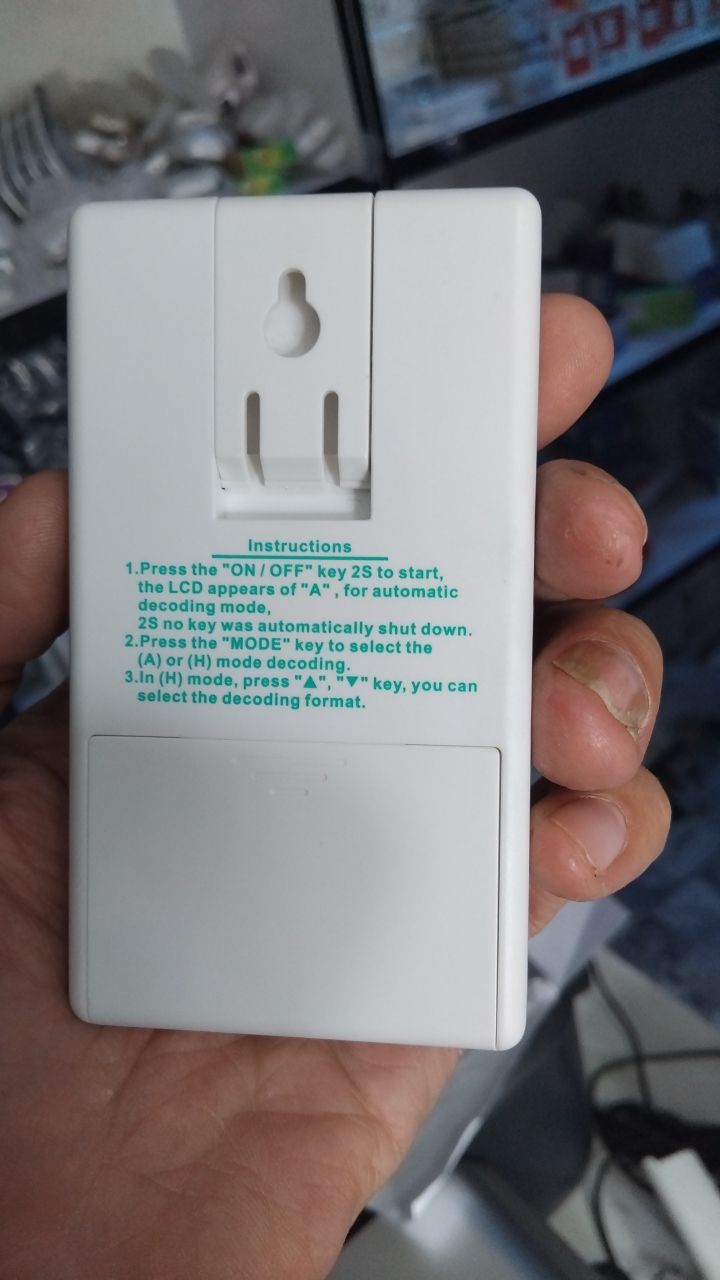 Instructions
1.Press the "ON / OFF" key 2S to start,
the LCD appears of "A" , for automatic
decoding mode,
2S no key was automatically shut down.
2.Press the "MODE" key to select the
(A) or (H) mode decoding.
3.In (H) mode, press "▲", "▼" key, you can
select the decoding format.